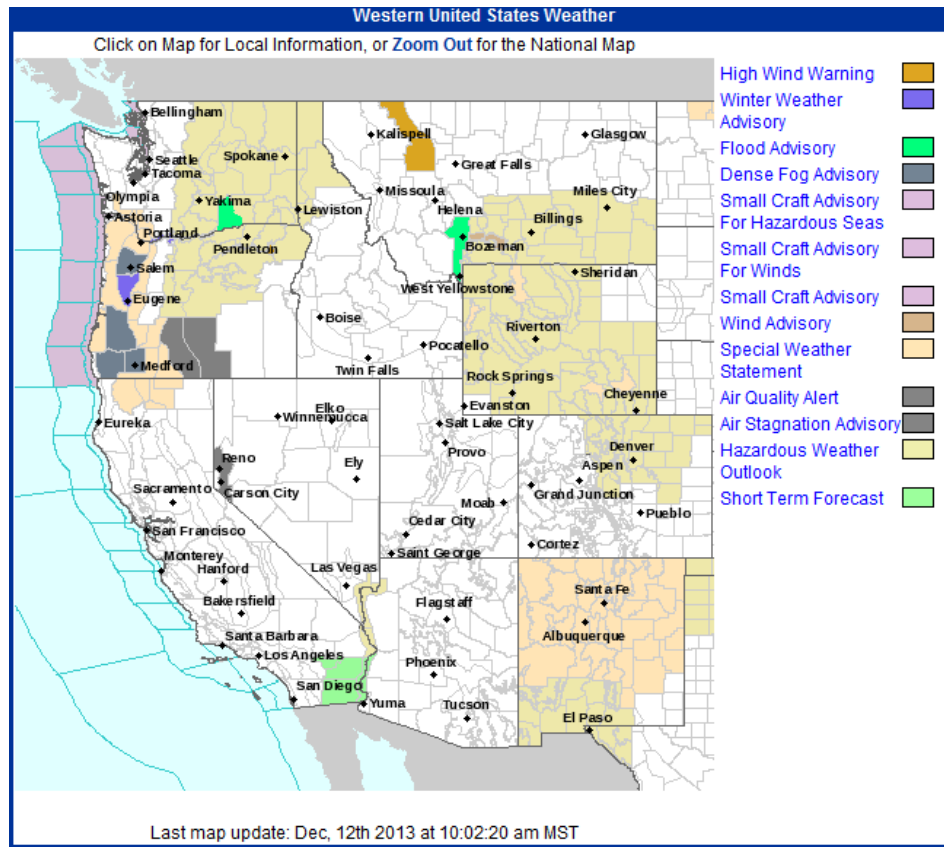 Western United States Weather
Click on Map for Local Information, or Zoom Out for the National Map
High Wind Warning
Winter Weather
Advisory
Flood Advisory
Dense Fog Advisory
Small Craft Advisory
For Hazardous Seas
Small Craft Advisory
For Winds
Small Craft Advisory
Wind Advisory
Special Weather
Statement
Air Quality Alert
Air Stagnation Advisory
Hazardous Weather
Outlook
Short Term Forecast
Bellingham
Seattle
Tacoma
Olympia
Spokane
Yakima
Astoria
Portland
Pendleton
Lewiston
Salem
Eugene
Medford
Kalispell
Glasgow
Great Falls
Missoula
Helena
Miles City
Billings
Bozeman
West Yellowstone
Sheridan
Boise
Pocatello
Twin Falls
Riverton
Rock Springs
Cheyenne
Evanston
Eureka
Elko
Winnemucca
Salt Lake City
Provo
Reno
Ely
Carson City
Sacramento
Denver
Aspen
Grand Junction
Moab
Pueblo
Cedar City
San Francisco
Saint George
Cortez
Monterey
Hanford
Las Vegas
Bakersfield
Flagstaff
Santa Fe
Albuquerque
Santa Barbara
Los Angeles
San Diego
Phoenix
Yuma
Tucson
El Paso
Last map update: Dec, 12th 2013 at 10:02:20 am MST